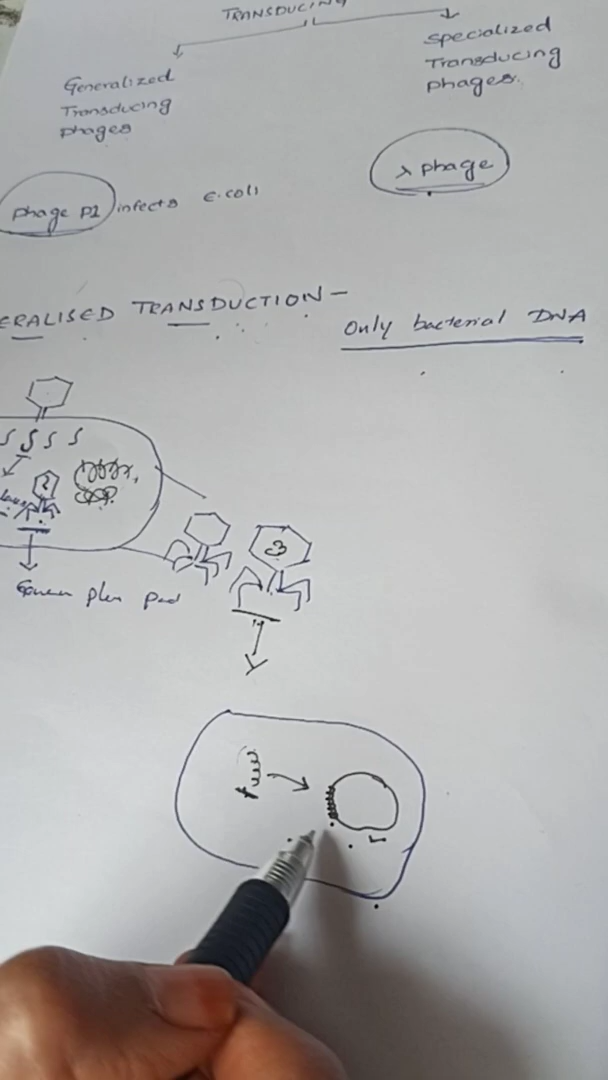 TRANSDUCING
Generalized
Transducing
phages
Specialized
Transducing
phages.
Phage P1 infects E.coli
λ phage
ERALISED TRANSDUCTION -
Only bacterial DNA